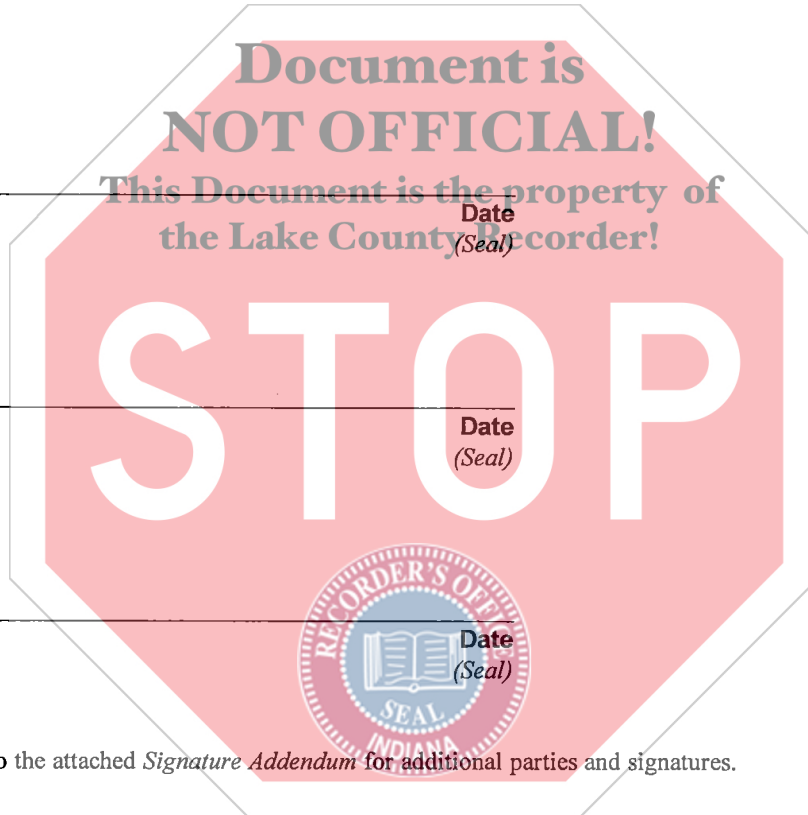 Document is
NOT OFFICIAL!
This Document is the property of
Date
the Lake County Recorder!
(Seal)
STOP
Date
(Seal)
RECORDER'S OFFICE
Date
(Seal)
SEAL
INDIANA
the attached Signature Addendum for additional parties and signatures.